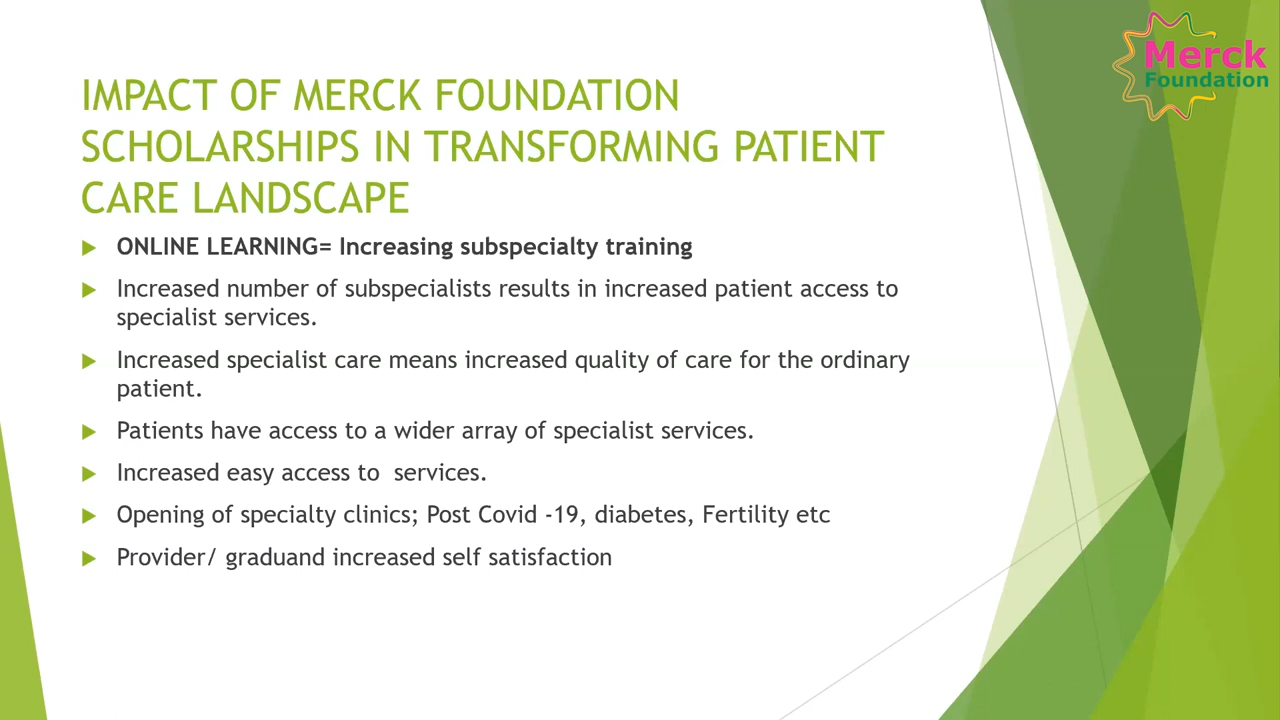 Merck
Foundation
IMPACT OF MERCK FOUNDATION
SCHOLARSHIPS IN TRANSFORMING PATIENT
CARE LANDSCAPE
ONLINE LEARNING= Increasing subspecialty training
Increased number of subspecialists results in increased patient access to
specialist services.
Increased specialist care means increased quality of care for the ordinary
patient.
Patients have access to a wider array of specialist services.
Increased easy access to  services.
Opening of specialty clinics; Post Covid -19, diabetes, Fertility etc
Provider/ graduand increased self satisfaction